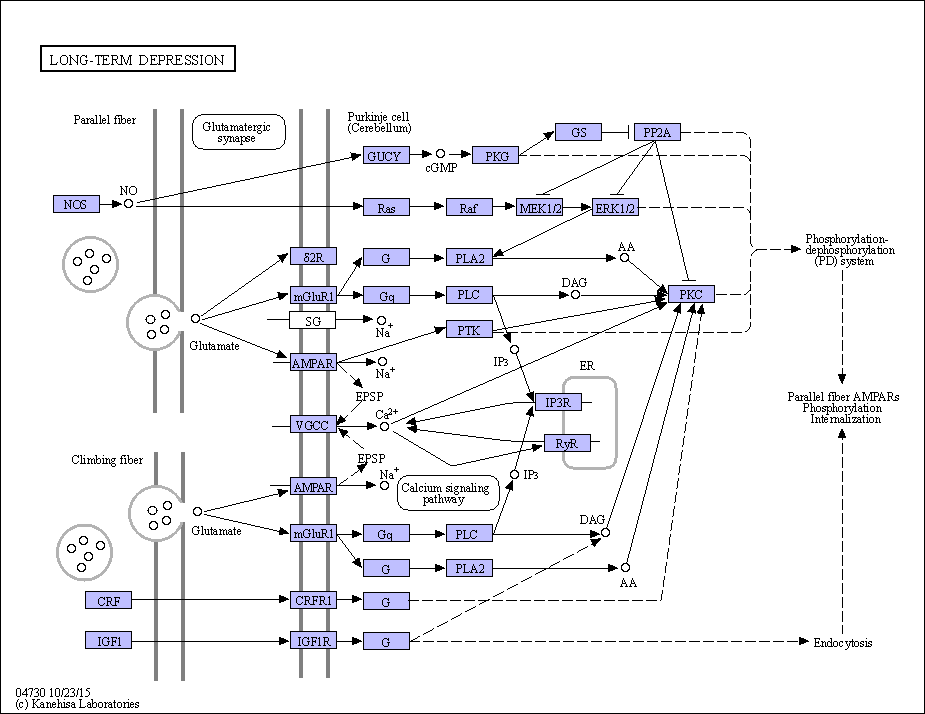 LONG-TERM DEPRESSION
Parallel fiber
Glutamatergic
synapse
Purkinje cell
(Cerebellum)
GS
PP2A
GUCY
cGMP
PKG
NO
NOS
Ras
Raf
MEK1/2
ERK1/2
δ2R
G
PLA2
AA
Phosphorylation-
dephosphorylation
(PD) system
mGluR1
Gq
PLC
DAG
PKC
SG
Na+
PTK
Glutamate
AMPAR
Na+
IP3
ER
EPSP
IP3R
Parallel fiber AMPARs
Phosphorylation
Internalization
Ca2+
VGCC
RyR
Climbing fiber
EPSP
Na+
IP3
AMPAR
Calcium signaling
pathway
Glutamate
DAG
mGluR1
Gq
PLC
G
PLA2
AA
CRF
CRFR1
G
IGF1
IGF1R
G
Endocytosis
04730 10/23/15
(c) Kanehisa Laboratories